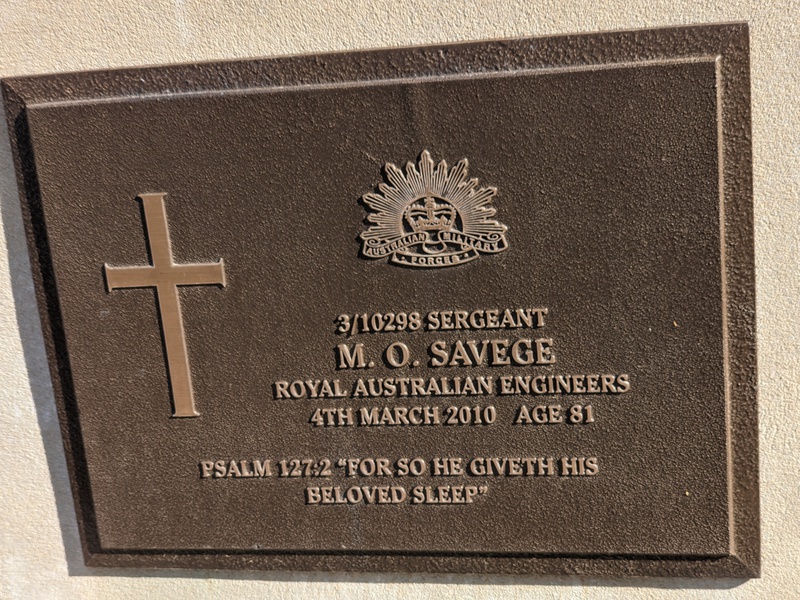 AUSTRALIAN MILITARY
FORCES
3/10298 SERGEANT
M. O. SAVEGE
ROYAL AUSTRALIAN ENGINEERS
4TH MARCH 2010 AGE 81
PSALM 127:2 “FOR SO HE GIVETH HIS
BELOVED SLEEP”